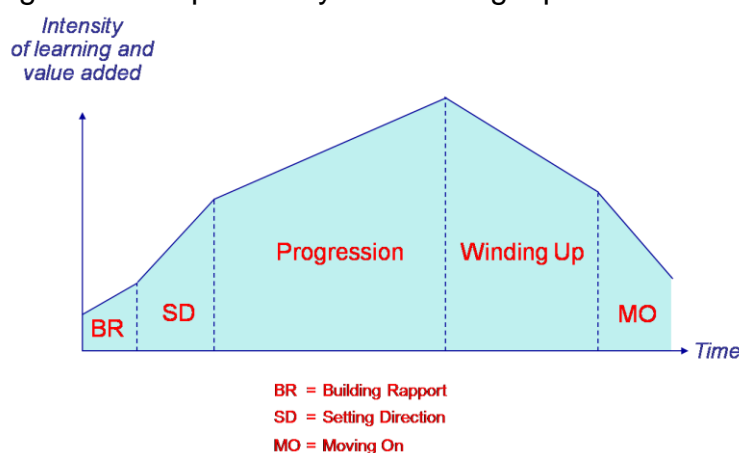 Intensity
of learning and
value added
Progression
Winding Up
SD
BR
MO
Time
BR = Building Rapport
SD = Setting Direction
MO = Moving On